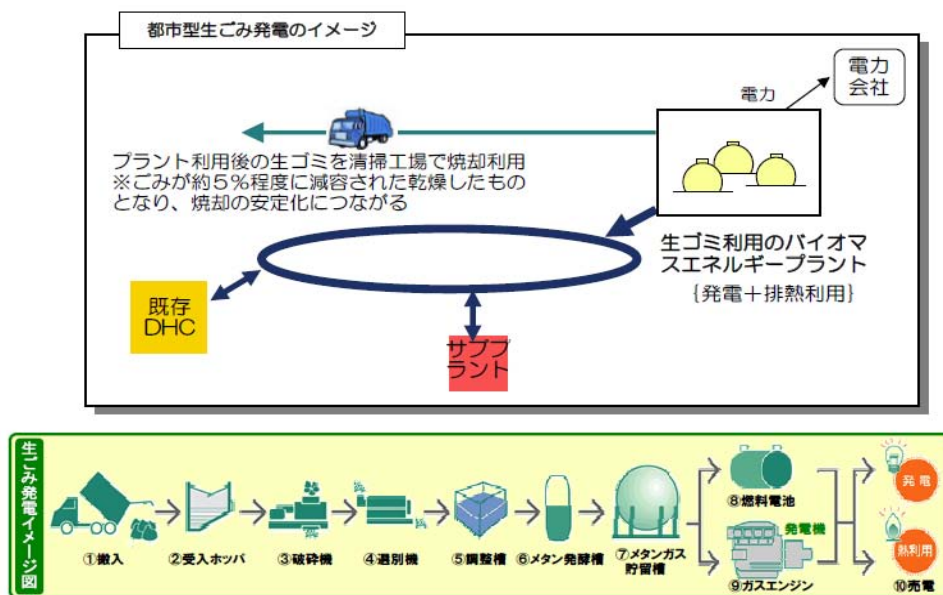 都市型生ごみ発電のイメージ
電力
会社
電力
プラント利用後の生ゴミを清掃工場で焼却利用
※ごみが約5%程度に減容された乾燥したもの
となり、焼却の安定化につながる
生ゴミ利用のバイオマ
スエネルギープラント
{発電+排熱利用}
既存
DHC
サブプ
ラント
生ごみ発電イメージ図
①搬入
②受入ホッパ
③破砕機
④選別機
⑤調整槽
⑥メタン発酵槽
⑦メタンガス
貯留槽
⑧燃料電池
発電機
⑨ガスエンジン
発電
熱利用
⑩売電